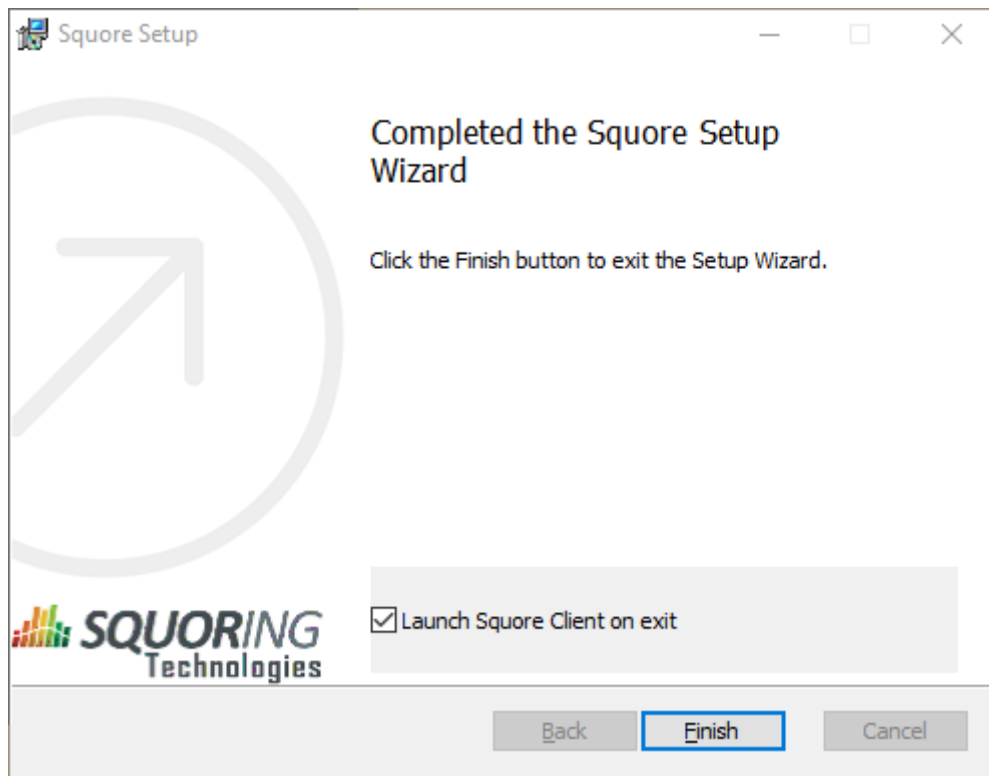 Squore Setup
Completed the Squore Setup
Wizard
Click the Finish button to exit the Setup Wizard.
SQUORING
Technologies
Launch Squore Client on exit
Back
Finish
Cancel